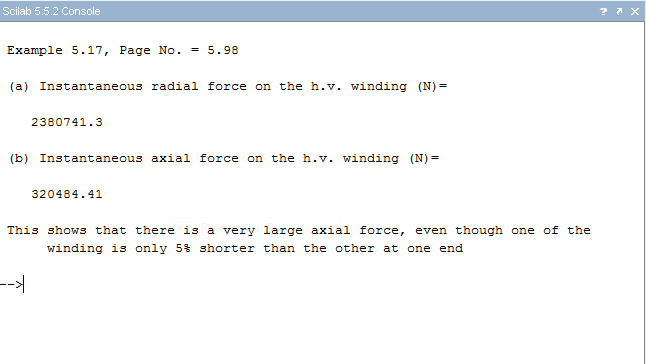 Scilab 5.5.2 Console
? ↗ ✕
Example 5.17, Page No. = 5.98
(a) Instantaneous radial force on the h.v. winding (N)=
2380741.3
(b) Instantaneous axial force on the h.v. winding (N)=
320484.41
This shows that there is a very large axial force, even though one of the
winding is only 5% shorter than the other at one end
-->